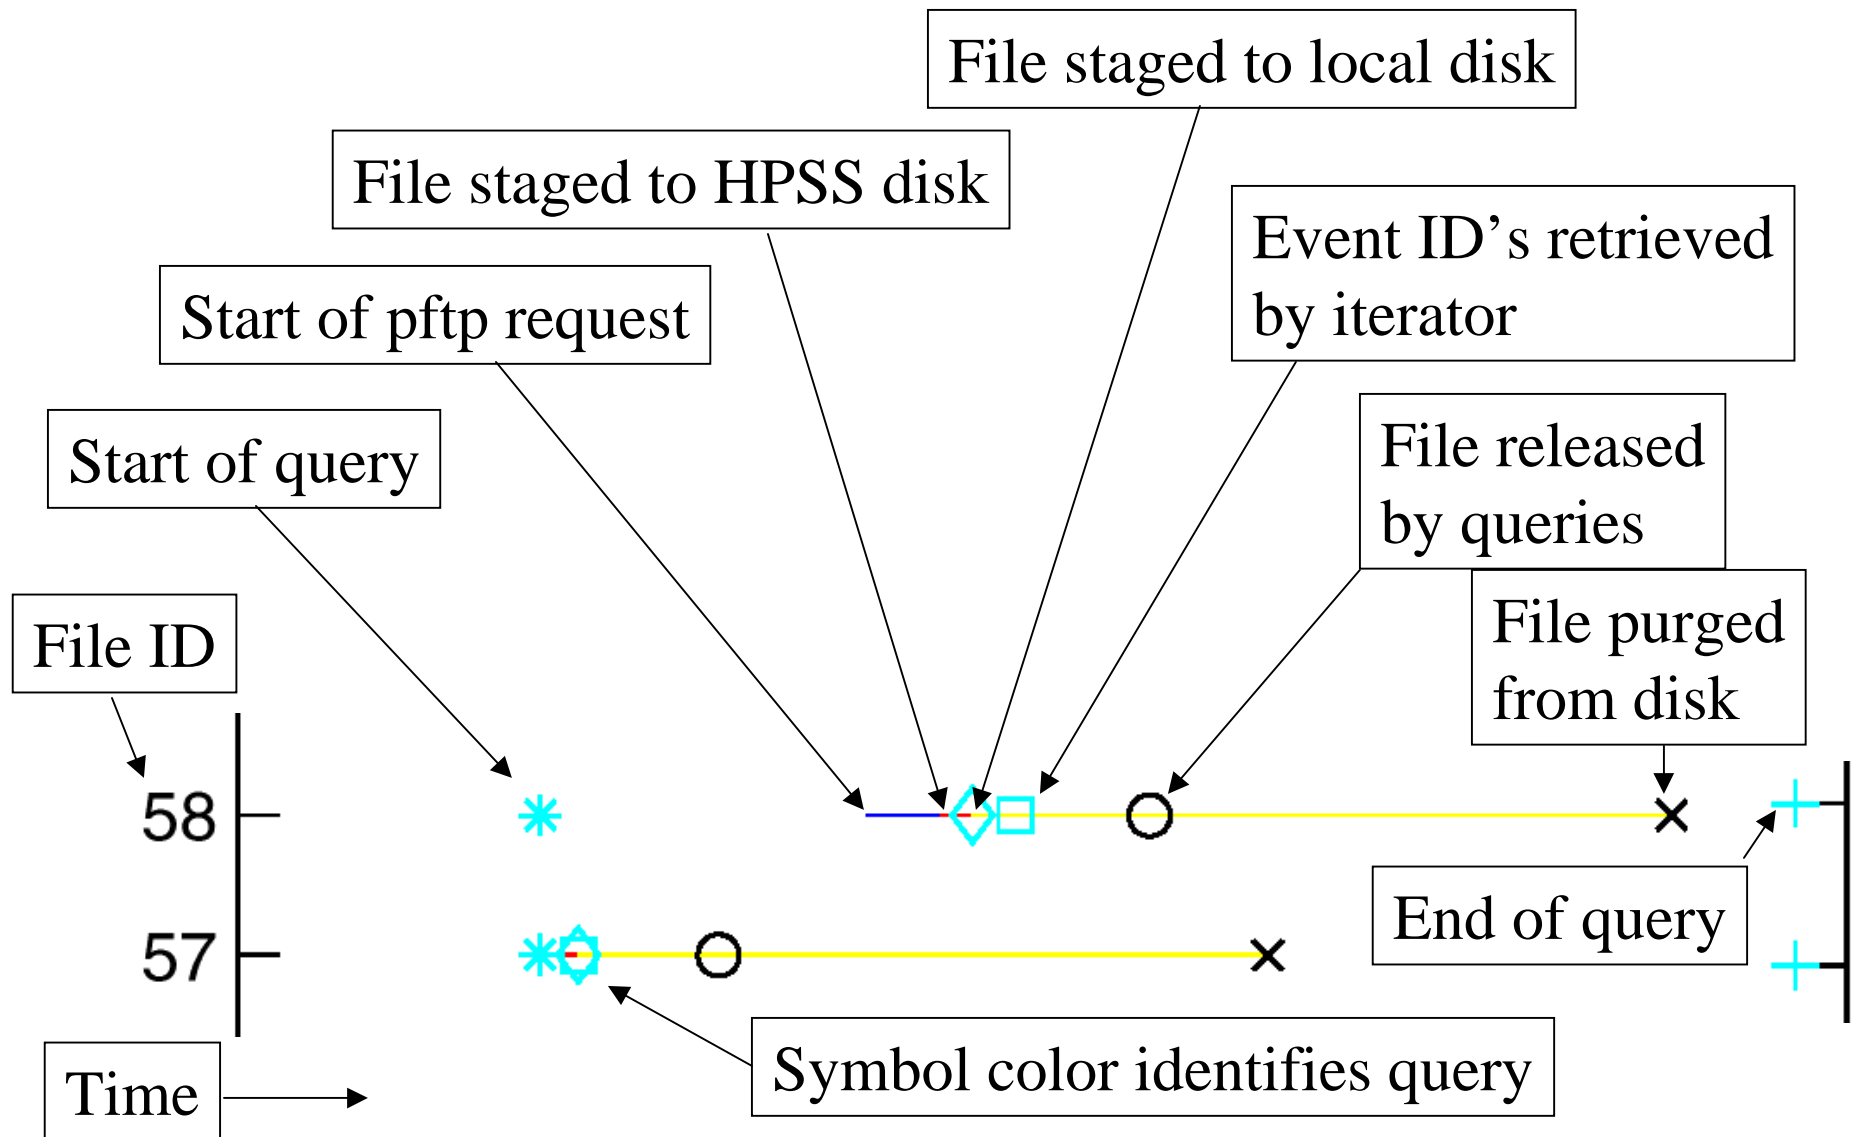 File staged to local disk
File staged to HPSS disk
Event ID’s retrieved
by iterator
Start of pftp request
File released
by queries
Start of query
File purged
from disk
File ID
58
57
End of query
Symbol color identifies query
Time